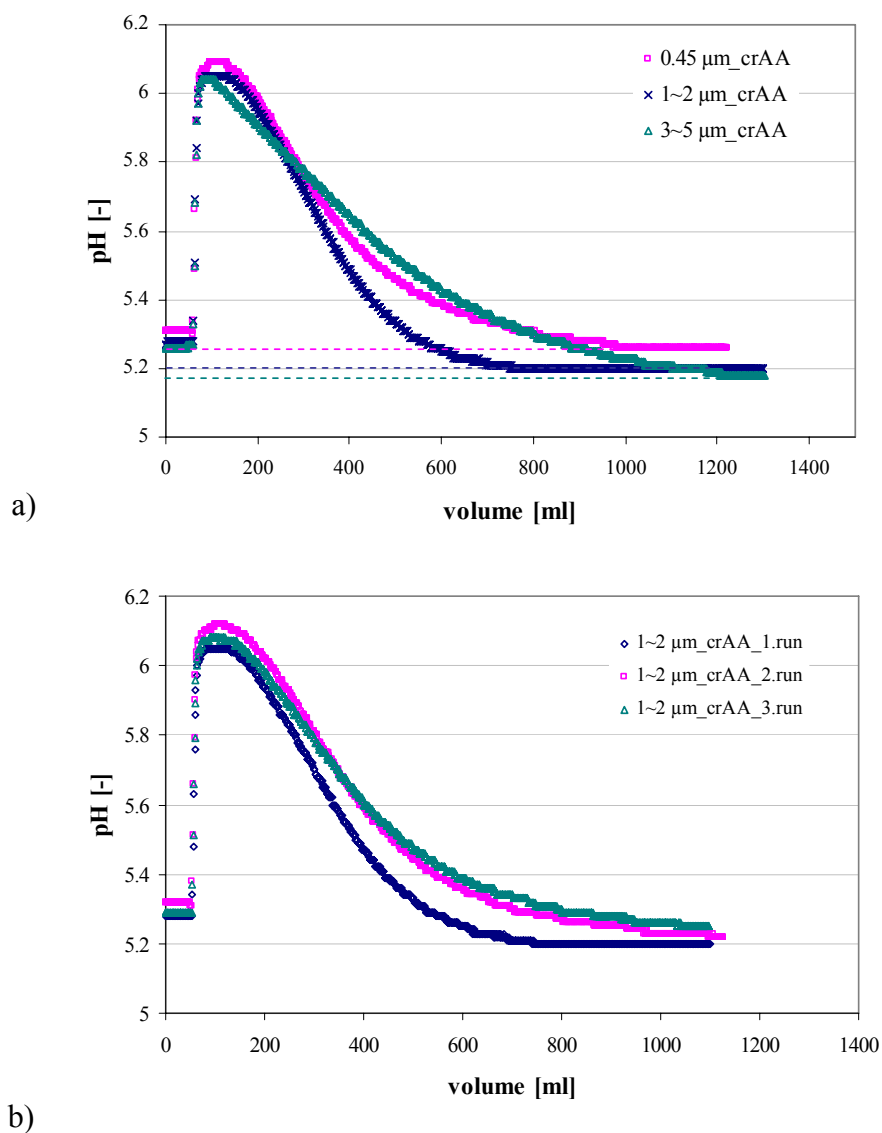 6.2
6
5.8
5.6
5.4
5.2
5
pH [-]
0.45 µm_crAA
1~2 µm_crAA
3~5 µm_crAA
0 200 400 600 800 1000 1200 1400
volume [ml]
a)
6.2
6
5.8
5.6
5.4
5.2
5
pH [-]
1~2 µm_crAA_1.run
1~2 µm_crAA_2.run
1~2 µm_crAA_3.run
0 200 400 600 800 1000 1200 1400
volume [ml]
b)